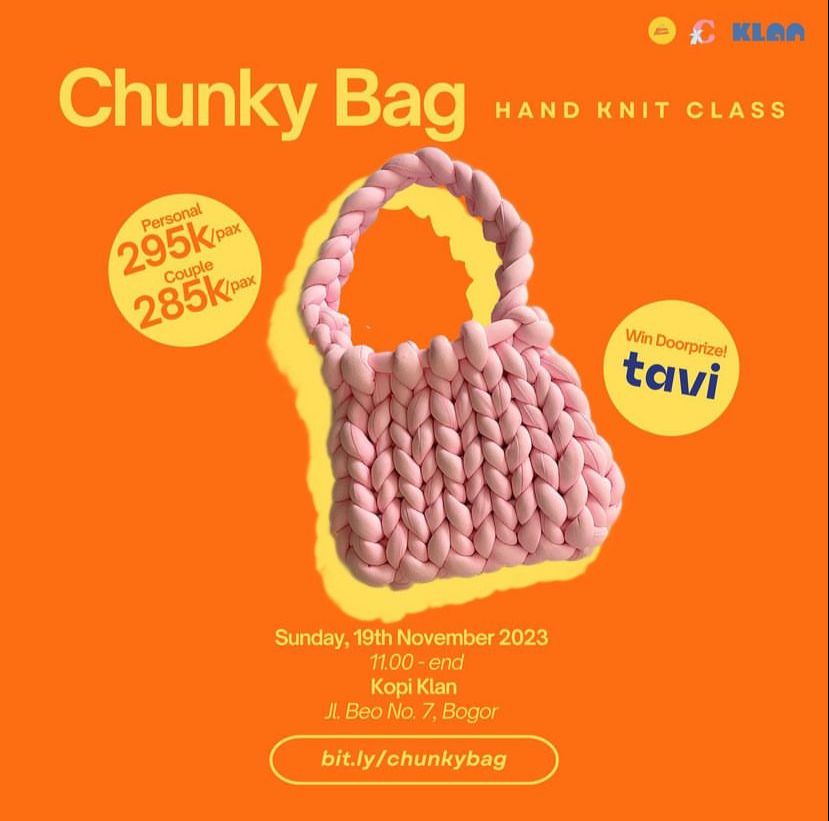 KLAN
Chunky Bag HAND KNIT CLASS
Personal
295k/pax
Couple
285k/pax
Win Doorprize!
tavi
Sunday, 19th November 2023
11.00 - end
Kopi Klan
Jl. Beo No. 7, Bogor
bit.ly/chunkybag